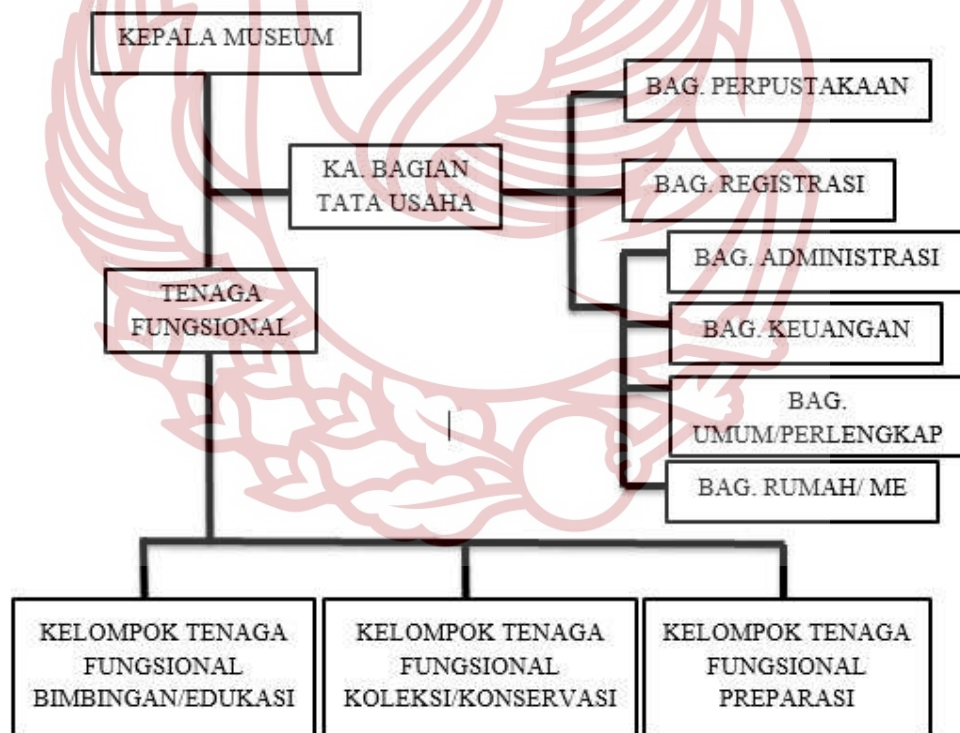 KEPALA MUSEUM
BAG. PERPUSTAKAAN
KA. BAGIAN
TATA USAHA
BAG. REGISTRASI
BAG. ADMINISTRASI
TENAGA
FUNGSIONAL
BAG. KEUANGAN
BAG.
UMUM/PERLENGKAP
BAG. RUMAH/ ME
KELOMPOK TENAGA
FUNGSIONAL
BIMBINGAN/EDUKASI
KELOMPOK TENAGA
FUNGSIONAL
KOLEKSI/KONSERVASI
KELOMPOK TENAGA
FUNGSIONAL
PREPARASI